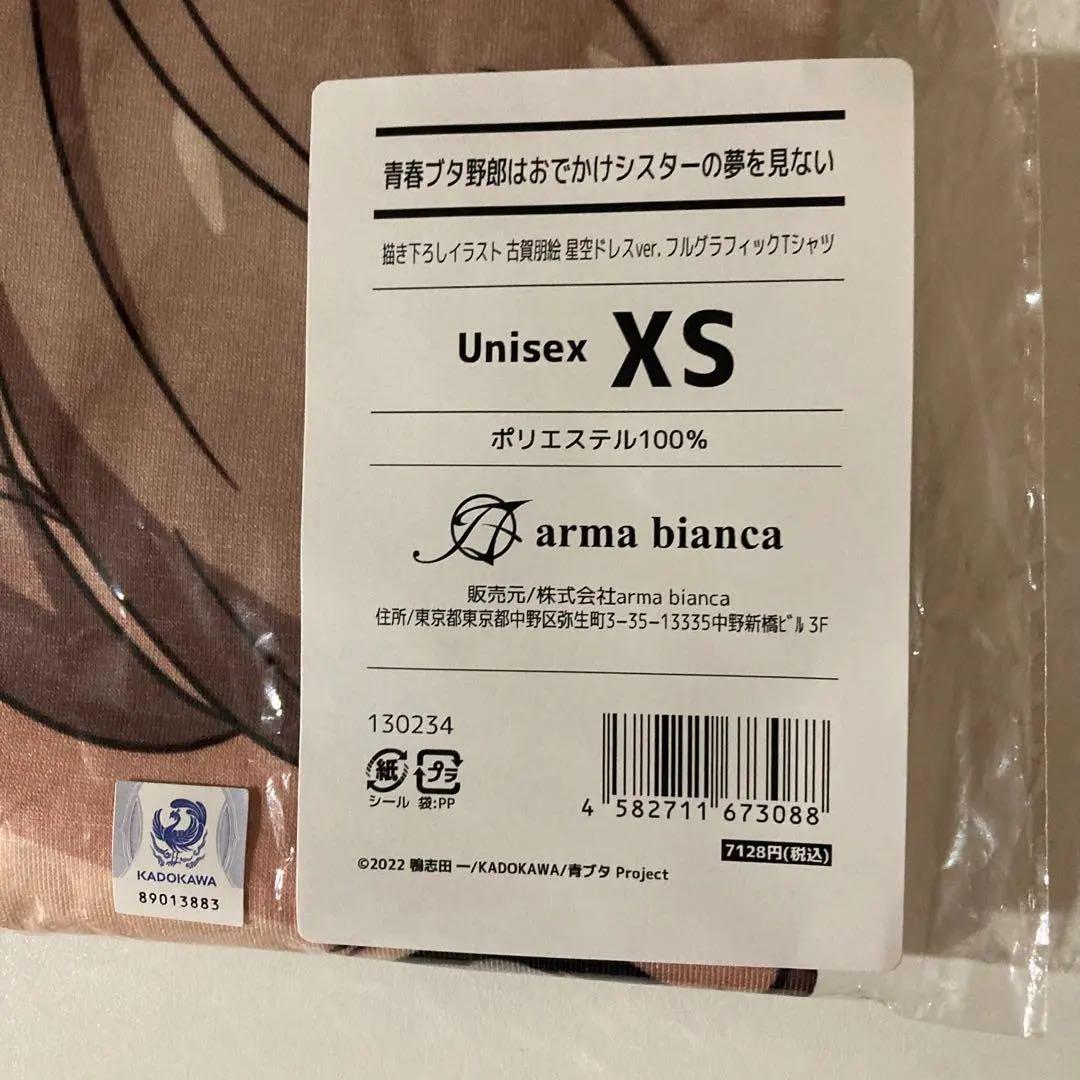 青春ブタ野郎はおでかけシスターの夢を見ない
描き下ろしイラスト 古賀朋絵 星空ドレスver. フルグラフィックTシャツ
Unisex XS
ポリエステル100%
arma bianca
販売元/株式会社arma bianca
住所/東京都東京都中野区弥生町3-35-13335中野新橋ビル 3F
130234
紙 プラ
シール 袋:PP
4 582711 673088
7128円(税込)
©2022 鴨志田 一/KADOKAWA/青ブタ Project
KADOKAWA
89013883